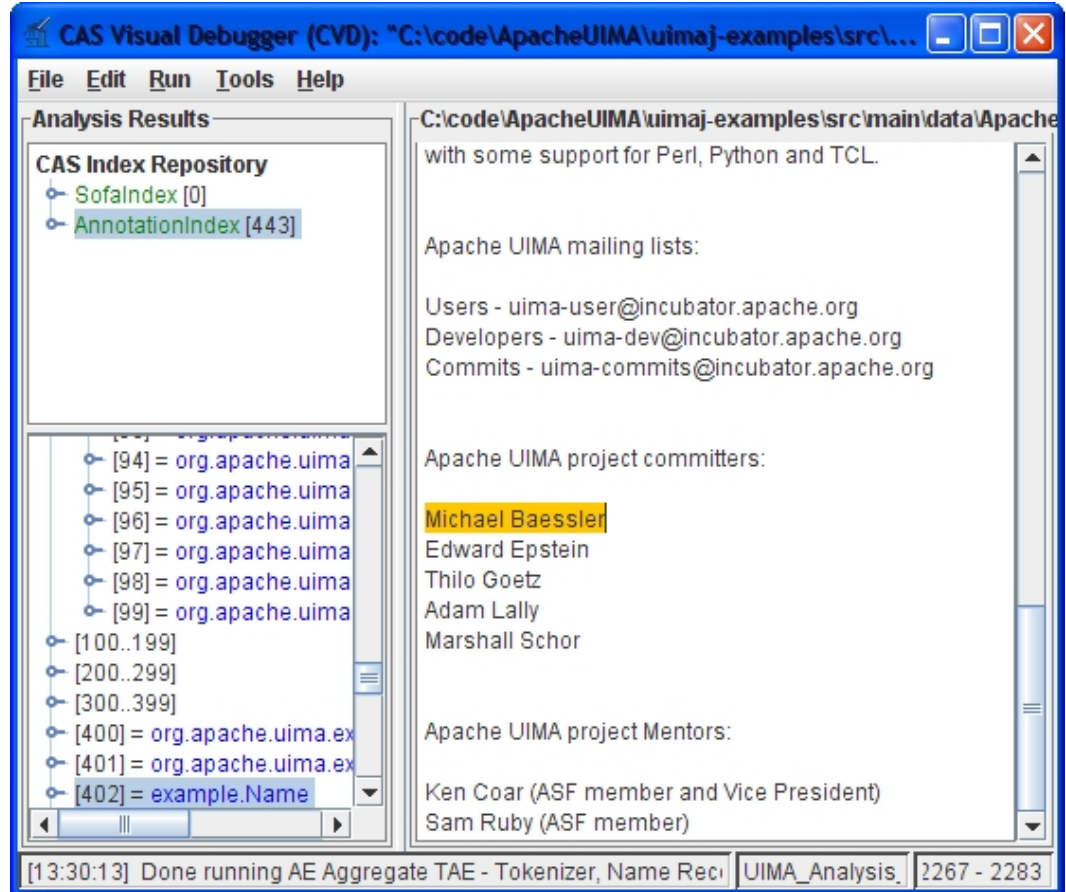 CAS Visual Debugger (CVD): "C:\code\ApacheUIMA\uimaj-examples\src\...
File Edit Run Tools Help
Analysis Results
CAS Index Repository
SofaIndex [0]
AnnotationIndex [443]
[94] = org.apache.uima
[95] = org.apache.uima
[96] = org.apache.uima
[97] = org.apache.uima
[98] = org.apache.uima
[99] = org.apache.uima
[100..199]
[200..299]
[300..399]
[400] = org.apache.uima.ex
[401] = org.apache.uima.ex
[402] = example.Name
C:\code\ApacheUIMA\uimaj-examples\src\main\data\Apache
with some support for Perl, Python and TCL.
Apache UIMA mailing lists:
Users - uima-user@incubator.apache.org
Developers - uima-dev@incubator.apache.org
Commits - uima-commits@incubator.apache.org
Apache UIMA project committers:
Michael Baessler
Edward Epstein
Thilo Goetz
Adam Lally
Marshall Schor
Apache UIMA project Mentors:
Ken Coar (ASF member and Vice President)
Sam Ruby (ASF member)
[13:30:13] Done running AE Aggregate TAE - Tokenizer, Name Rec UIMA_Analysis_ 2267 - 2283